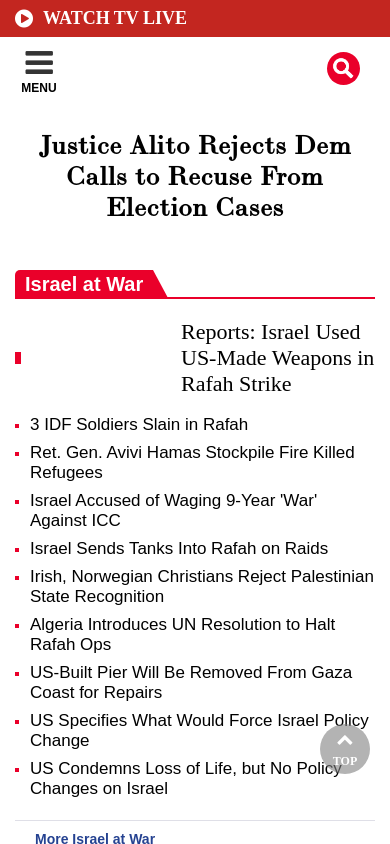 WATCH TV LIVE
MENU
Justice Alito Rejects Dem
Calls to Recuse From
Election Cases
Israel at War
Reports: Israel Used
US-Made Weapons in
Rafah Strike
3 IDF Soldiers Slain in Rafah
Ret. Gen. Avivi Hamas Stockpile Fire Killed
Refugees
Israel Accused of Waging 9-Year 'War'
Against ICC
Israel Sends Tanks Into Rafah on Raids
Irish, Norwegian Christians Reject Palestinian
State Recognition
Algeria Introduces UN Resolution to Halt
Rafah Ops
US-Built Pier Will Be Removed From Gaza
Coast for Repairs
US Specifies What Would Force Israel Policy
Change
US Condemns Loss of Life, but No Policy
Changes on Israel
TOP
More Israel at War